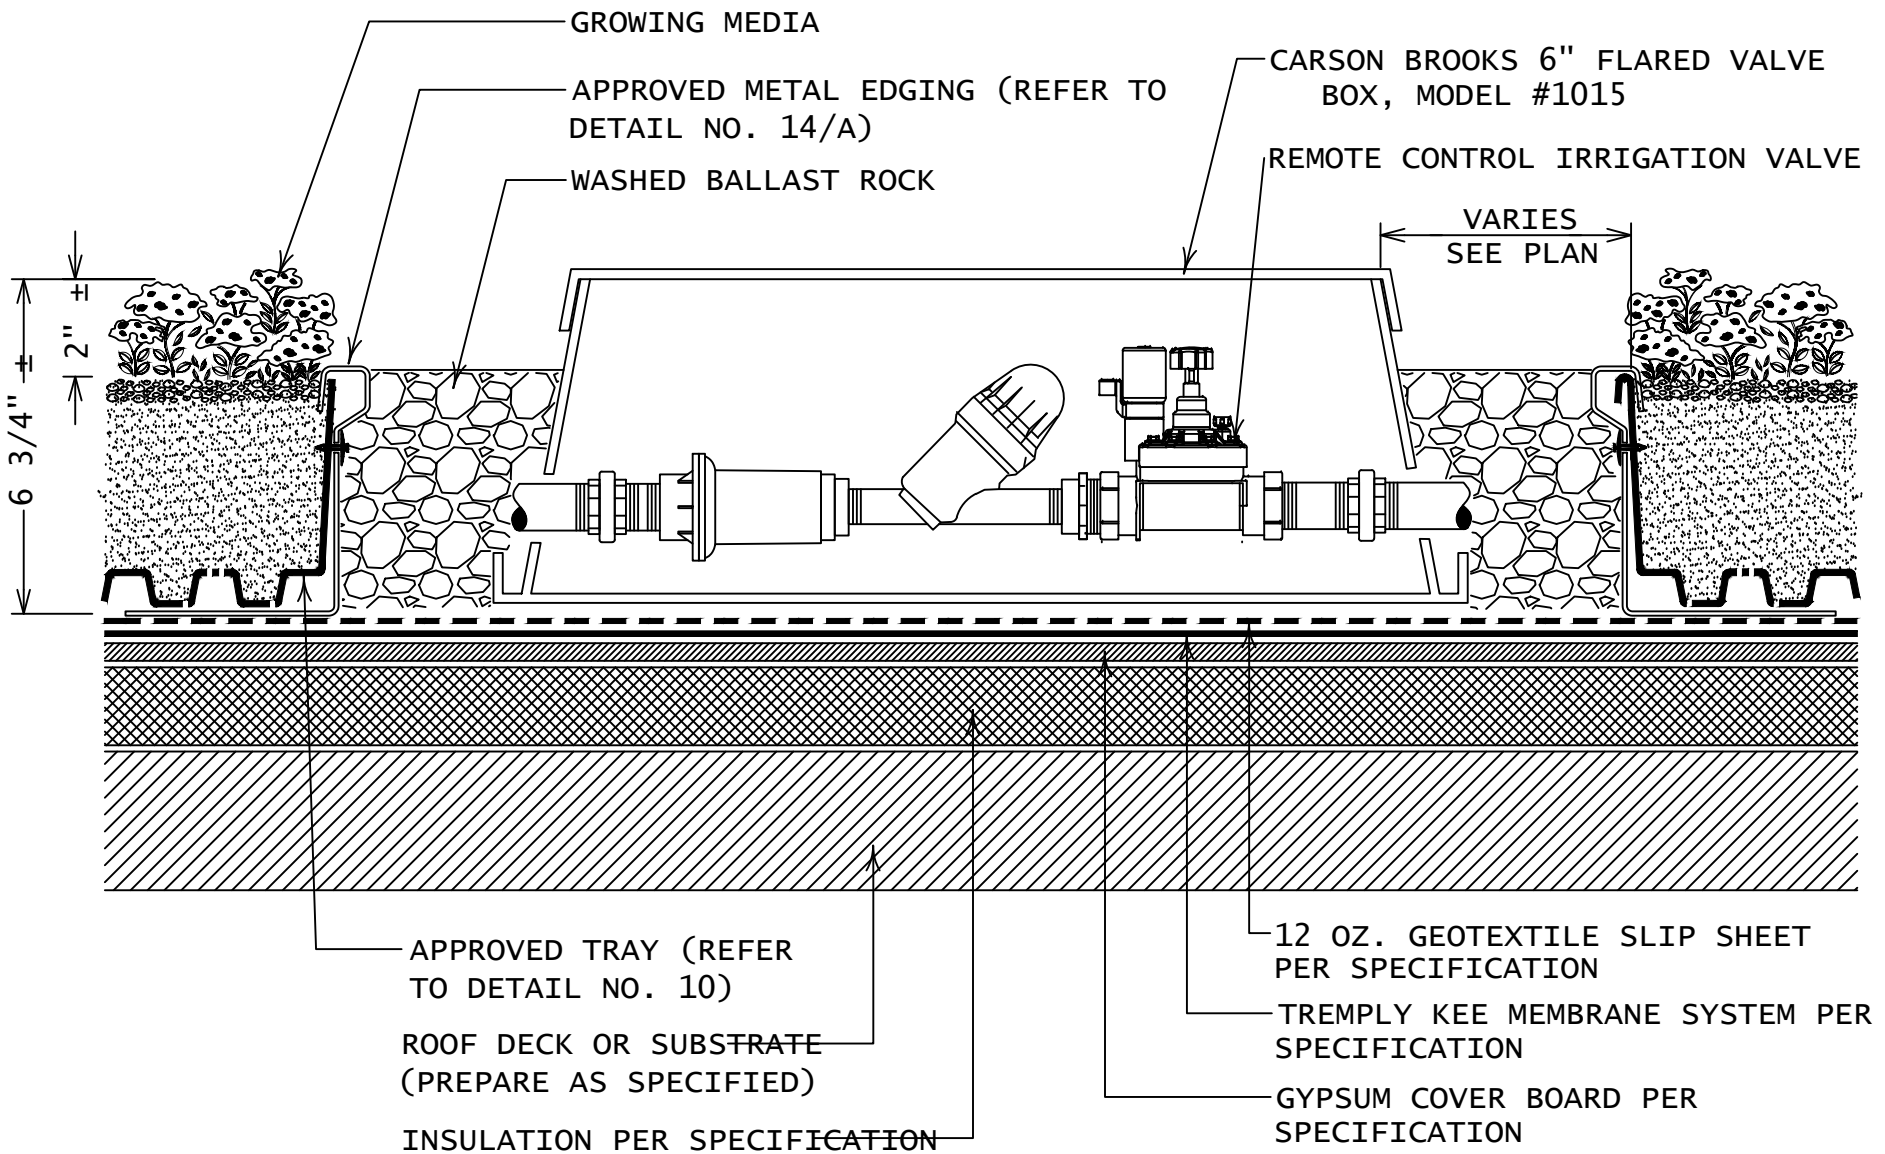 GROWING MEDIA
APPROVED METAL EDGING (REFER TO
DETAIL NO. 14/A)
WASHED BALLAST ROCK
CARSON BROOKS 6" FLARED VALVE
BOX, MODEL #1015
REMOTE CONTROL IRRIGATION VALVE
VARIES
SEE PLAN
2" ±
6 3/4" ±
APPROVED TRAY (REFER
TO DETAIL NO. 10)
ROOF DECK OR SUBSTRATE
(PREPARE AS SPECIFIED)
INSULATION PER SPECIFICATION
12 OZ. GEOTEXTILE SLIP SHEET
PER SPECIFICATION
TREMPLY KEE MEMBRANE SYSTEM PER
SPECIFICATION
GYPSUM COVER BOARD PER
SPECIFICATION